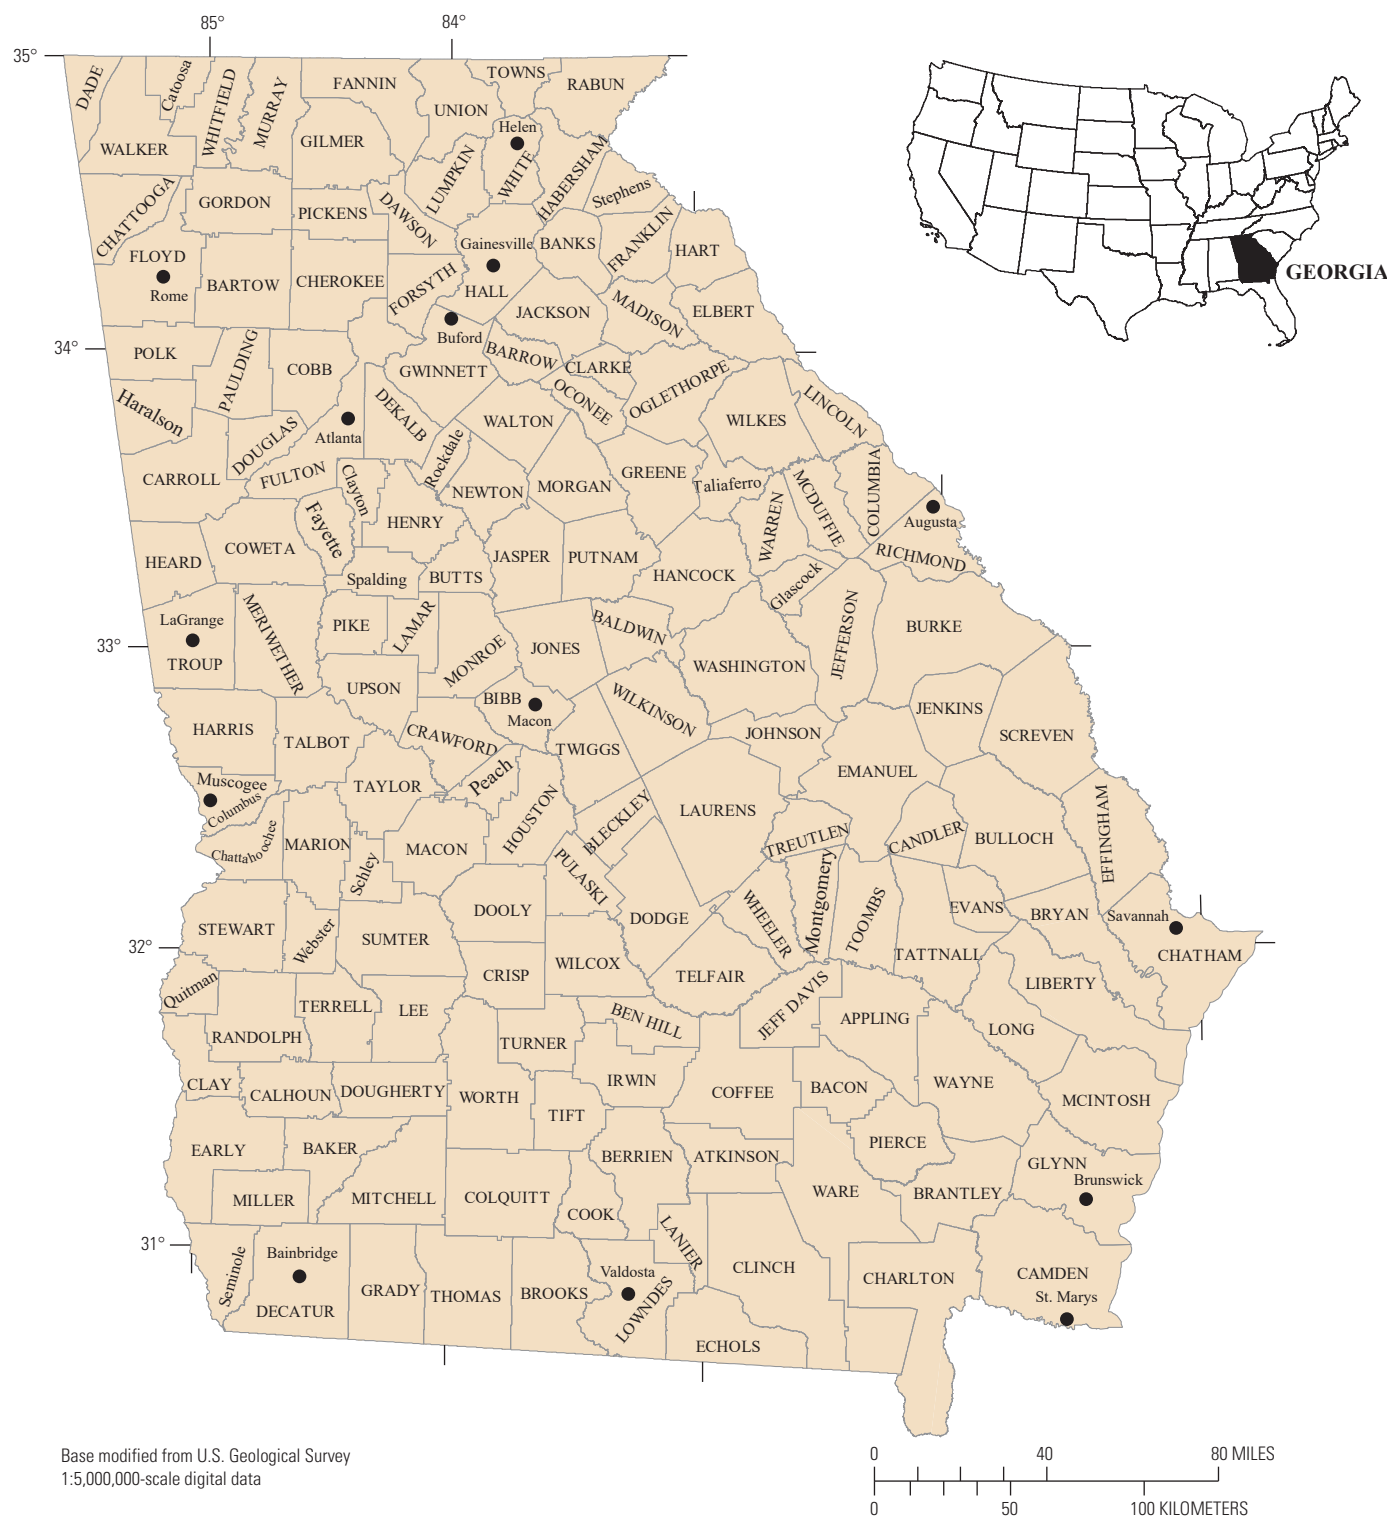 85°
84°
35°
DADE
Catoosa
WHITFIELD
MURRAY
FANNIN
TOWNS
RABUN
UNION
WALKER
GILMER
Helen
WHITE
LUMPKIN
HABERSHAM
Stephens
CHATTOOGA
GORDON
PICKENS
DAWSON
Gainesville
BANKS
FRANKLIN
HART
FLOYD
Rome
BARTOW
CHEROKEE
FORSYTH
HALL
JACKSON
MADISON
ELBERT
GEORGIA
34°
POLK
PAULDING
COBB
Buford
GWINNETT
BARROW
CLARKE
OCONEE
OGLETHORPE
Haralson
DOUGLAS
Atlanta
DEKALB
WALTON
WILKES
LINCOLN
CARROLL
FULTON
Clayton
Rockdale
NEWTON
MORGAN
GREENE
Taliaferro
MCDUFFIE
COLUMBIA
WARREN
Augusta
RICHMOND
Fayette
HENRY
COWETA
HEARD
Spalding
BUTTS
JASPER
PUTNAM
HANCOCK
Glascock
JEFFERSON
BURKE
33°
LaGrange
TROUP
MERIWETHER
PIKE
LAMAR
MONROE
JONES
BALDWIN
WASHINGTON
UPSON
BIBB
Macon
WILKINSON
JENKINS
SCREVEN
HARRIS
TALBOT
CRAWFORD
TWIGGS
JOHNSON
EMANUEL
Muscogee
Columbus
TAYLOR
Peach
HOUSTON
BLECKLEY
LAURENS
TREUTLEN
CANDLER
BULLOCH
EFFINGHAM
Chattahoochee
MARION
Schley
MACON
PULASKI
DODGE
WHEELER
Montgomery
TOOMBS
EVANS
BRYAN
Savannah
CHATHAM
32°
STEWART
Webster
SUMTER
DOOLY
WILCOX
TELFAIR
TATTNALL
LIBERTY
Quitman
CRISP
JEFF DAVIS
TERRELL
LEE
BEN HILL
APPLING
LONG
RANDOLPH
TURNER
CLAY
CALHOUN
DOUGHERTY
WORTH
IRWIN
COFFEE
BACON
WAYNE
MCINTOSH
TIFT
EARLY
BAKER
BERRIEN
ATKINSON
PIERCE
GLYNN
Brunswick
MILLER
MITCHELL
COLQUITT
COOK
WARE
BRANTLEY
31°
Seminole
Bainbridge
DECATUR
GRADY
THOMAS
BROOKS
Valdosta
LOWNDES
LANIER
CLINCH
CHARLTON
CAMDEN
St. Marys
ECHOLS
Base modified from U.S. Geological Survey
1:5,000,000-scale digital data
0 40 80 MILES
0 50 100 KILOMETERS